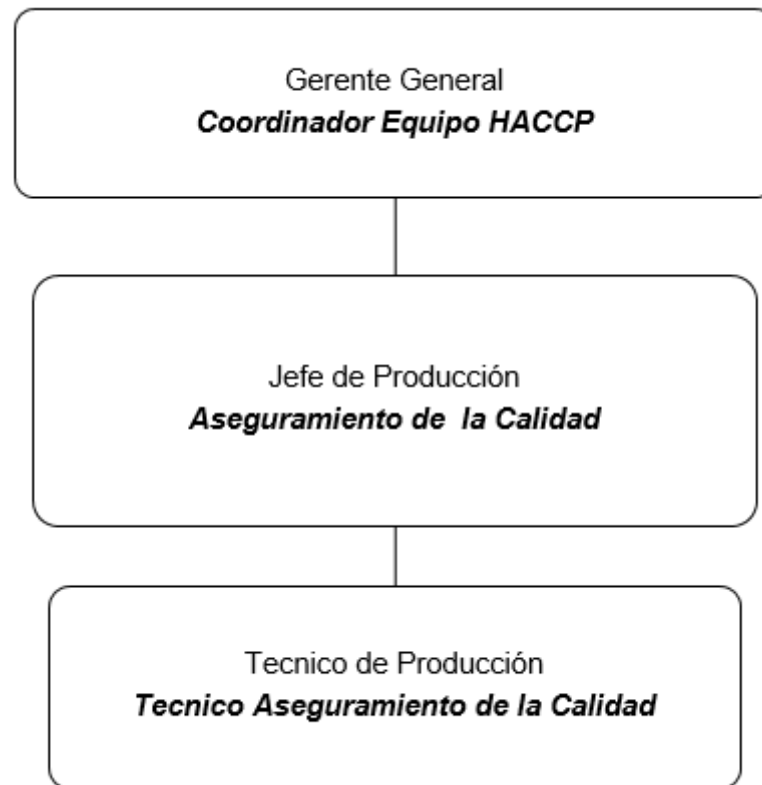 Gerente General
Coordinador Equipo HACCP
Jefe de Producción
Aseguramiento de la Calidad
Tecnico de Producción
Tecnico Aseguramiento de la Calidad